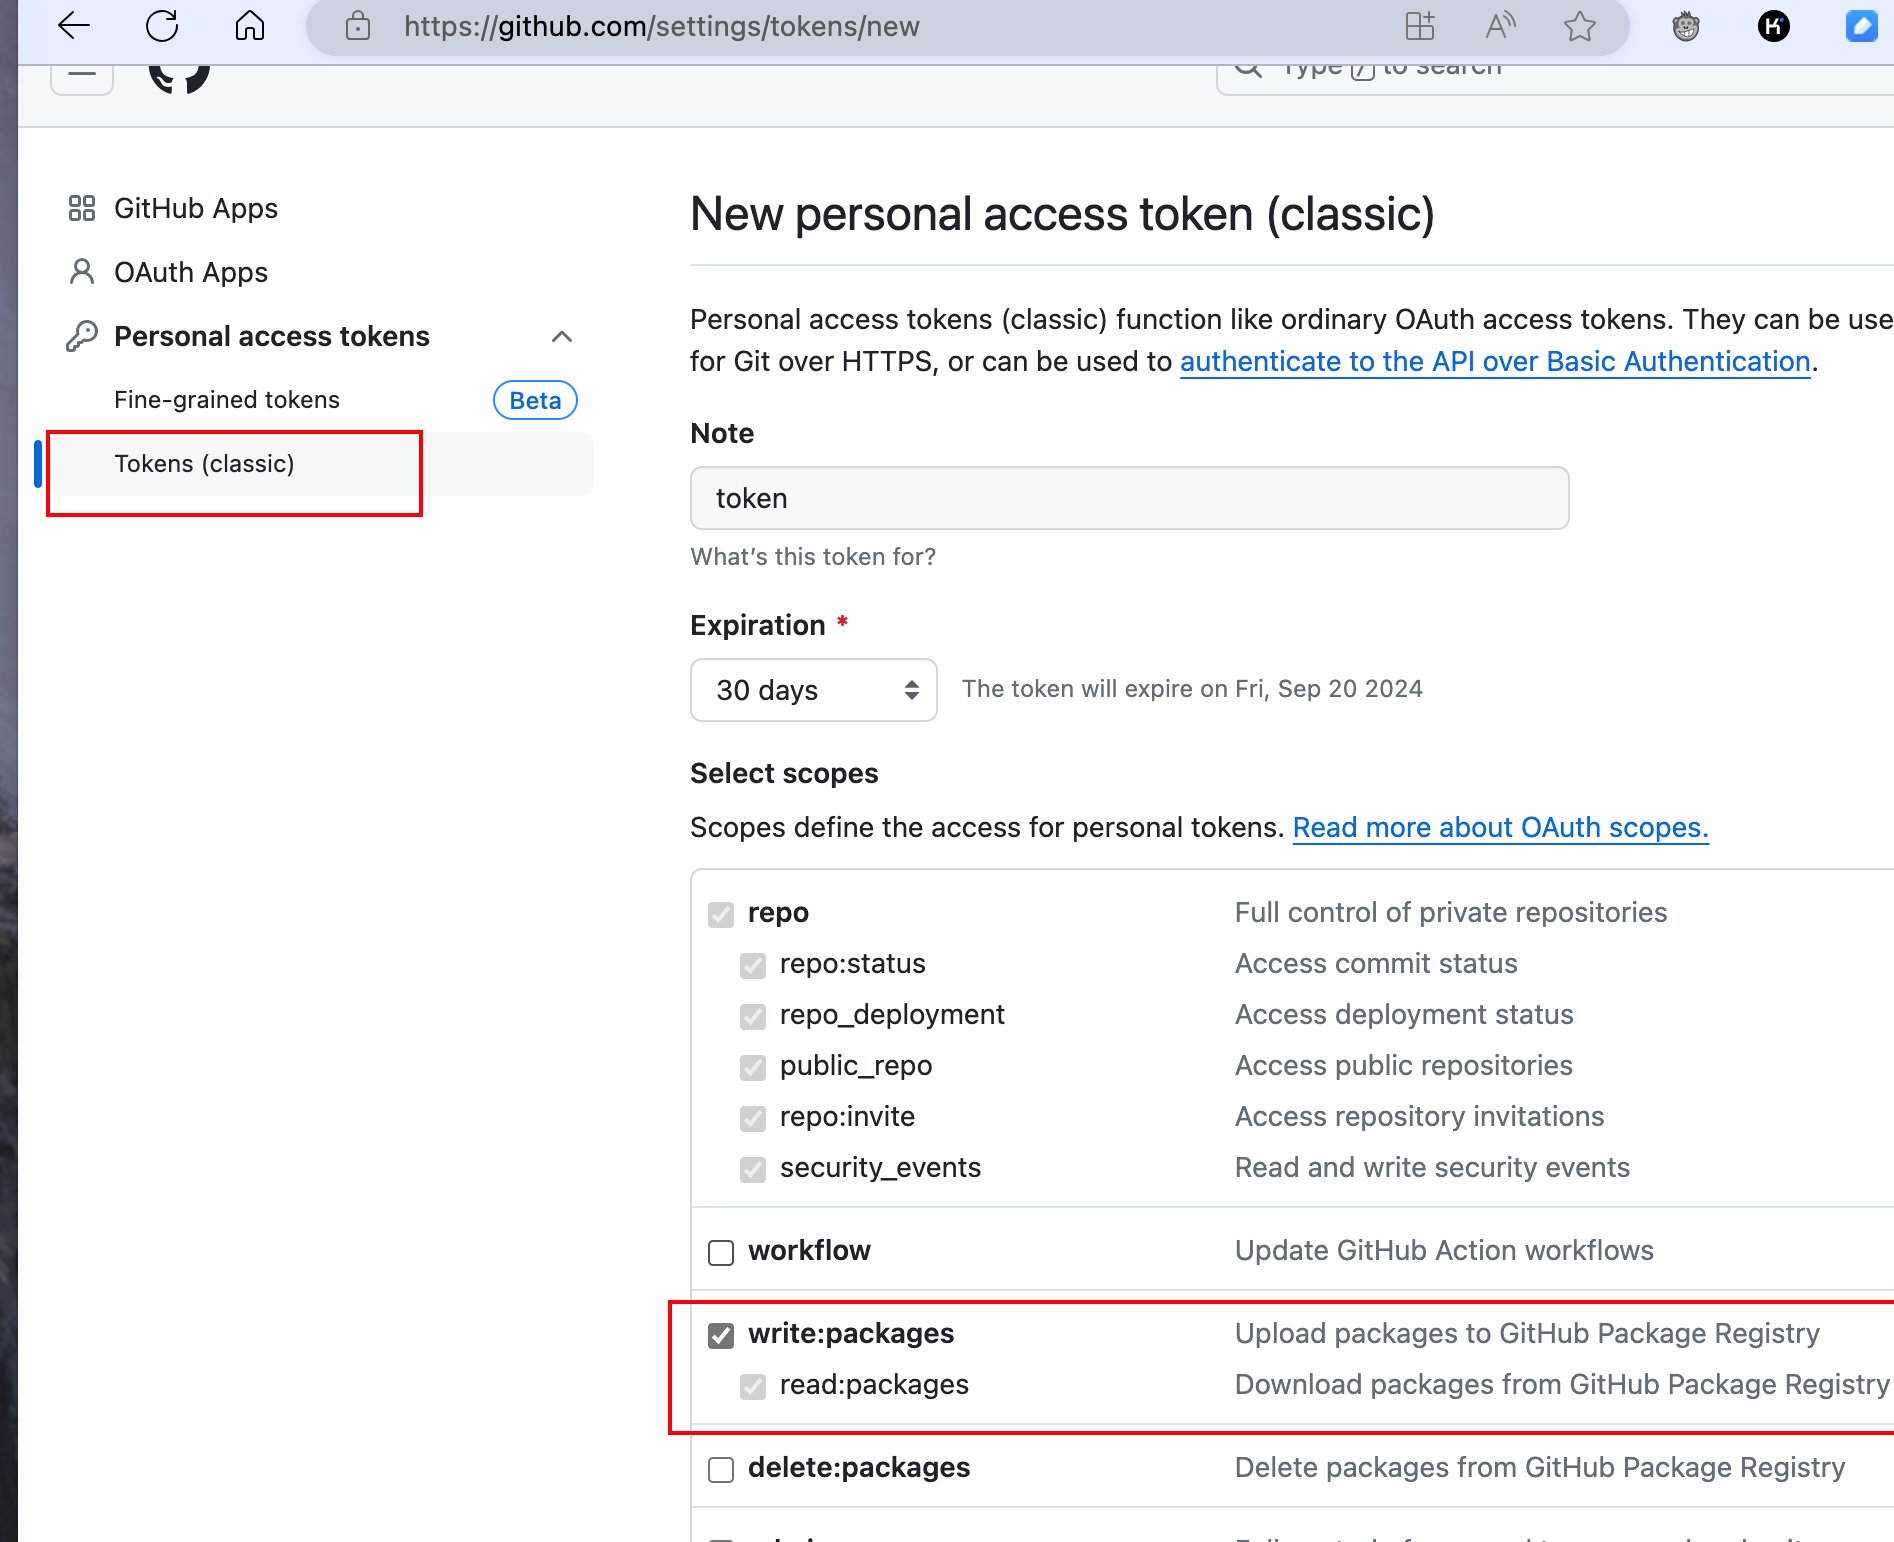 https://github.com/settings/tokens/new
Type / to search
GitHub Apps
OAuth Apps
Personal access tokens
Fine-grained tokens Beta
Tokens (classic)
New personal access token (classic)
Personal access tokens (classic) function like ordinary OAuth access tokens. They can be use
for Git over HTTPS, or can be used to authenticate to the API over Basic Authentication.
Note
token
What's this token for?
Expiration *
30 days The token will expire on Fri, Sep 20 2024
Select scopes
Scopes define the access for personal tokens. Read more about OAuth scopes.
repo Full control of private repositories
repo:status Access commit status
repo_deployment Access deployment status
public_repo Access public repositories
repo:invite Access repository invitations
security_events Read and write security events
workflow Update GitHub Action workflows
write:packages Upload packages to GitHub Package Registry
read:packages Download packages from GitHub Package Registry
delete:packages Delete packages from GitHub Package Registry